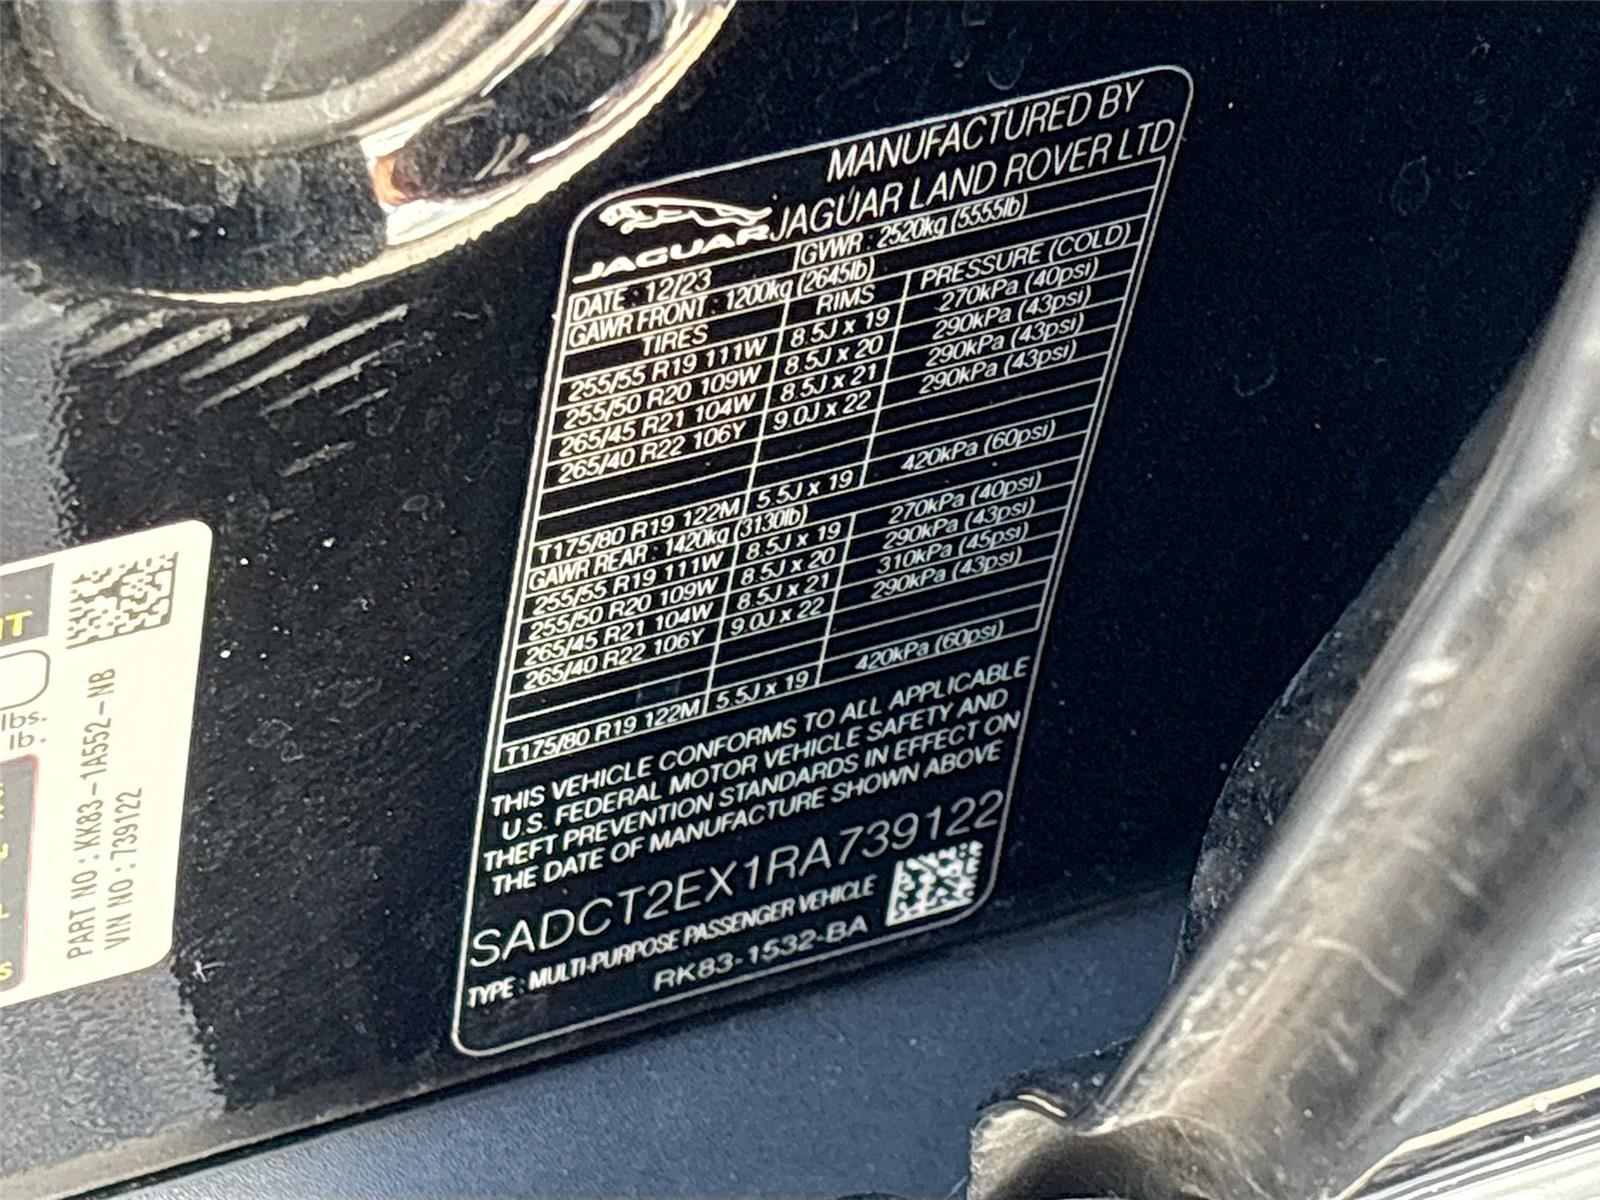 MANUFACTURED BY
JAGUAR JAGUAR LAND ROVER LTD
DATE : 12/23 GVWR : 2520kg (5555lb)
GAWR FRONT : 1200kg (2645lb)
TIRES RIMS PRESSURE (COLD)
255/55 R19 111W 8.5J x 19 270kPa (40psi)
255/50 R20 109W 8.5J x 20 290kPa (43psi)
265/45 R21 104W 8.5J x 21 290kPa (43psi)
265/40 R22 106Y 9.0J x 22 290kPa (43psi)
T175/80 R19 122M 5.5J x 19 420kPa (60psi)
GAWR REAR : 1420kg (3130lb)
255/55 R19 111W 8.5J x 19 270kPa (40psi)
255/50 R20 109W 8.5J x 20 290kPa (43psi)
265/45 R21 104W 8.5J x 21 310kPa (45psi)
265/40 R22 106Y 9.0J x 22 290kPa (43psi)
T175/80 R19 122M 5.5J x 19 420kPa (60psi)
THIS VEHICLE CONFORMS TO ALL APPLICABLE
U.S. FEDERAL MOTOR VEHICLE SAFETY AND
THEFT PREVENTION STANDARDS IN EFFECT ON
THE DATE OF MANUFACTURE SHOWN ABOVE
SADCT2EX1RA739122
TYPE : MULTI-PURPOSE PASSENGER VEHICLE
RK83-1532-BA
lbs.
lb.
PART NO : KK83-1A552-NB
VIN NO : 739122